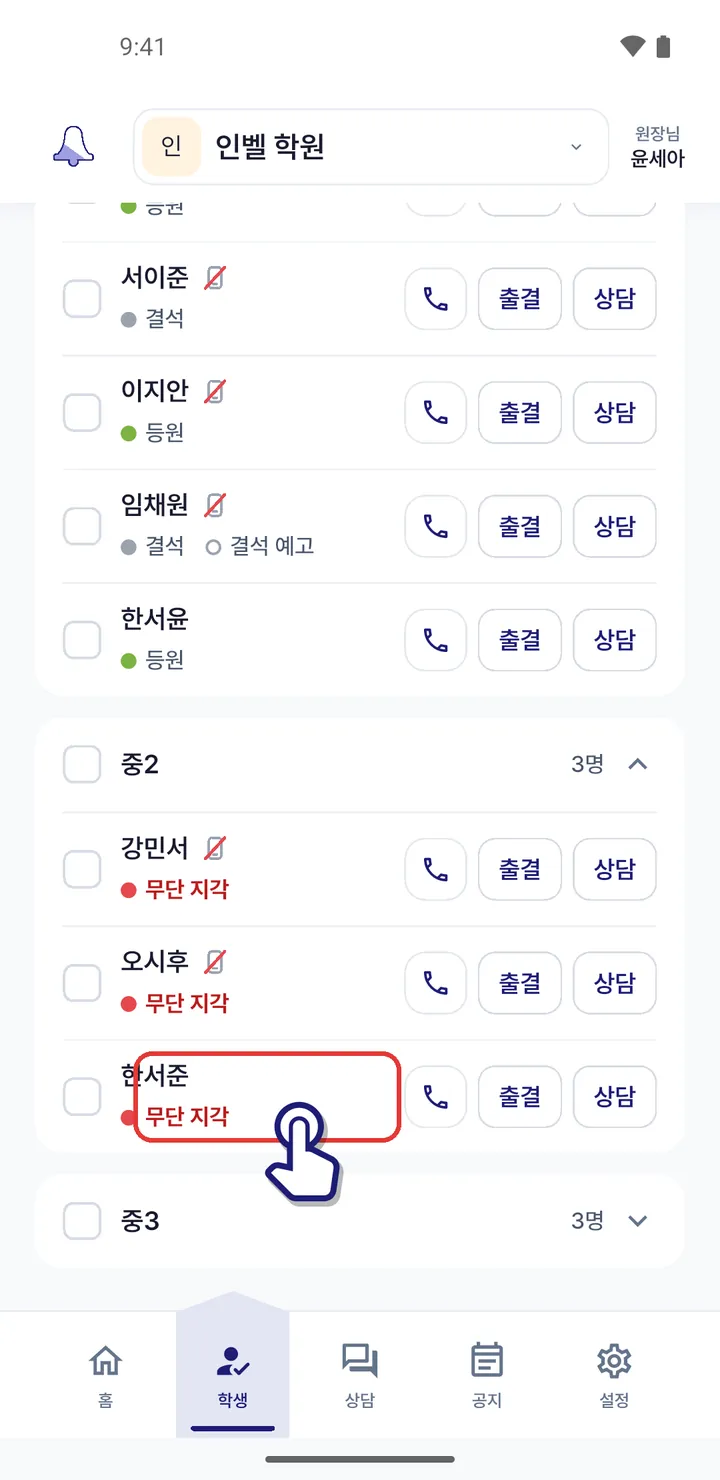 9:41
인 인벨 학원
원장님
윤세아
등원
서이준
결석
출결 상담
이지안
등원
출결 상담
임채원
결석 결석 예고
출결 상담
한서윤
등원
출결 상담
중2 3명
강민서
무단 지각
출결 상담
오시후
무단 지각
출결 상담
한서준
무단 지각
출결 상담
중3 3명
홈 학생 상담 공지 설정